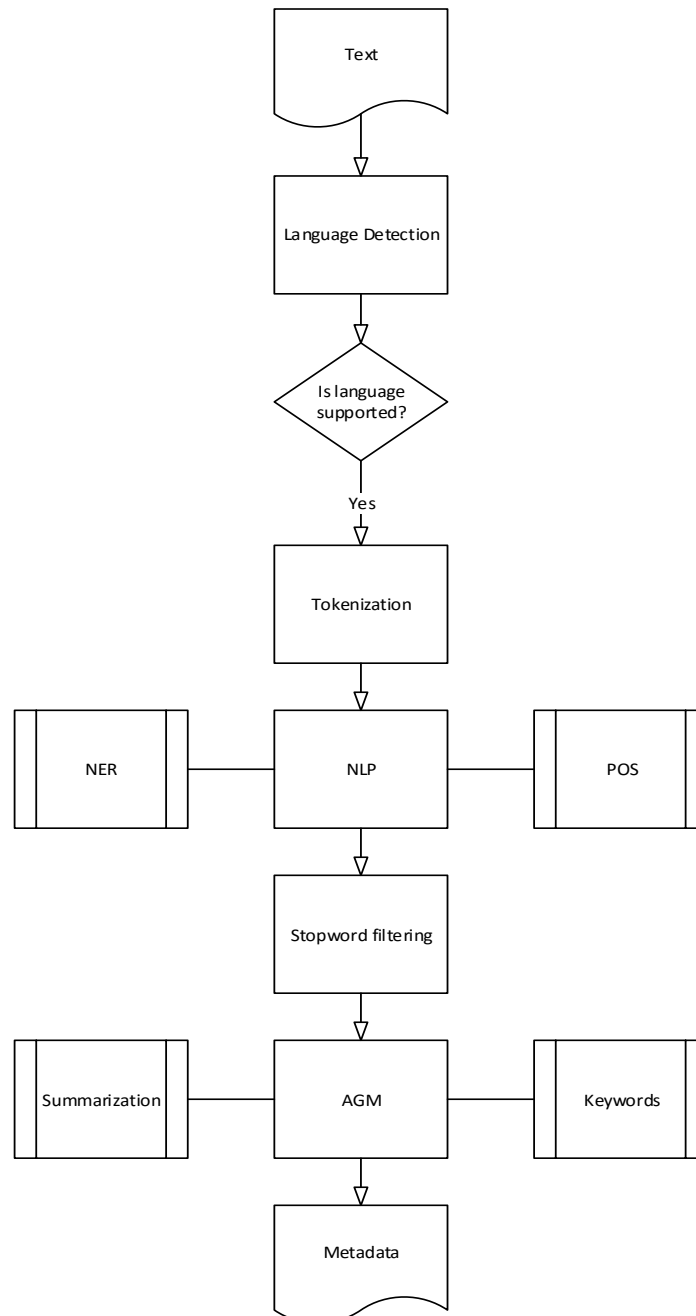 Text
Language Detection
Is language
supported?
Yes
Tokenization
NER
NLP
POS
Stopword filtering
Summarization
AGM
Keywords
Metadata